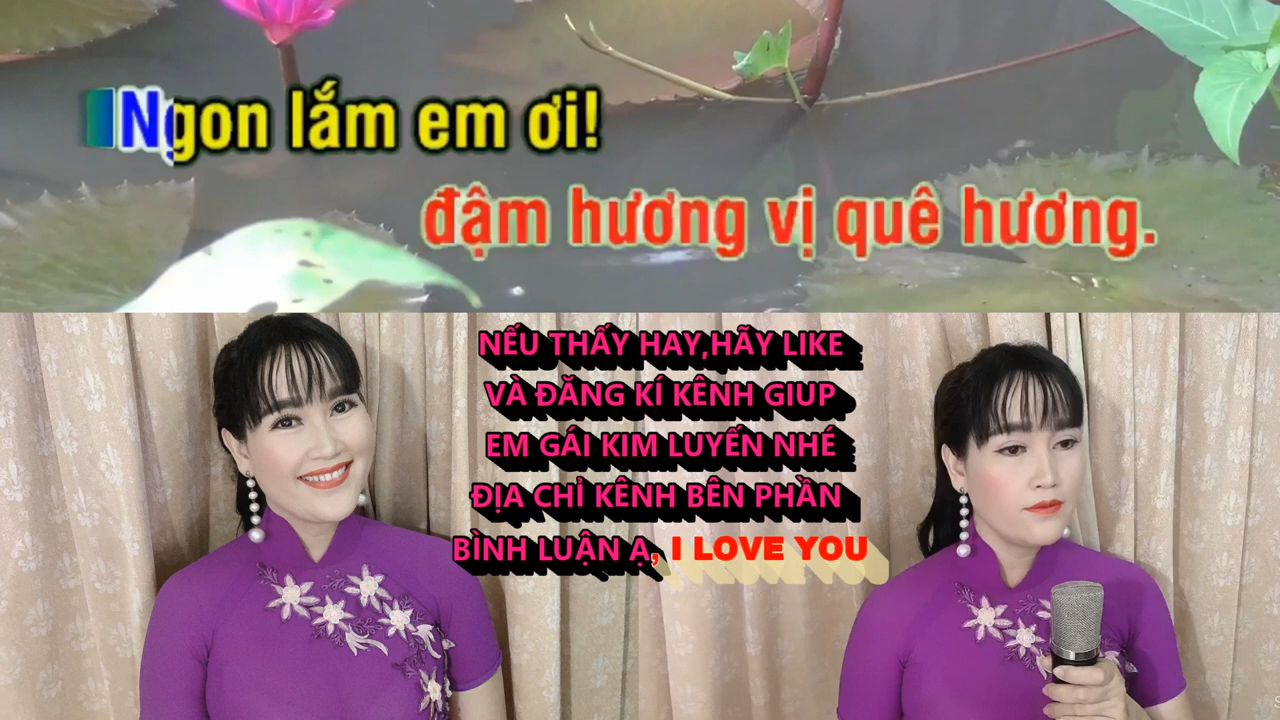 Ngon lắm em ơi!
đậm hương vị quê hương.
NẾU THẤY HAY,HÃY LIKE
VÀ ĐĂNG KÍ KÊNH GIUP
EM GÁI KIM LUYẾN NHÉ
ĐỊA CHỈ KÊNH BÊN PHẦN
BÌNH LUẬN Ạ, I LOVE YOU